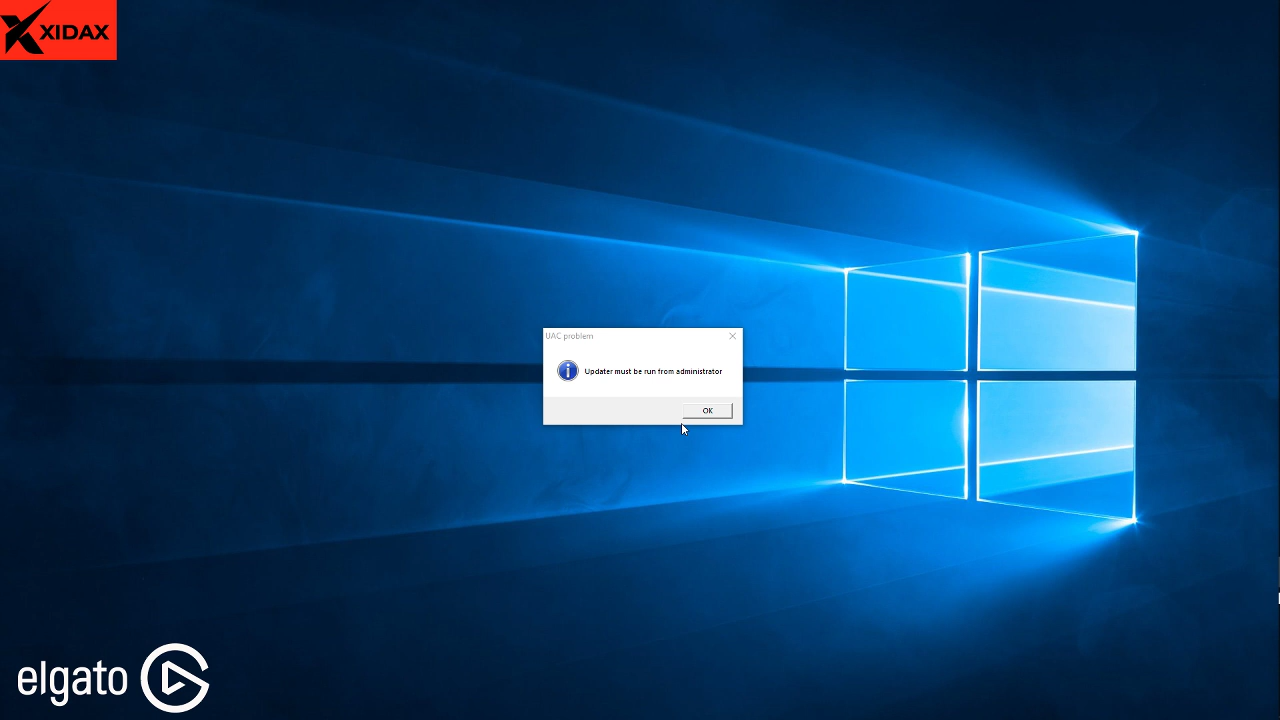 XIDAX
UAC problem
Updater must be run from administrator
OK
elgato